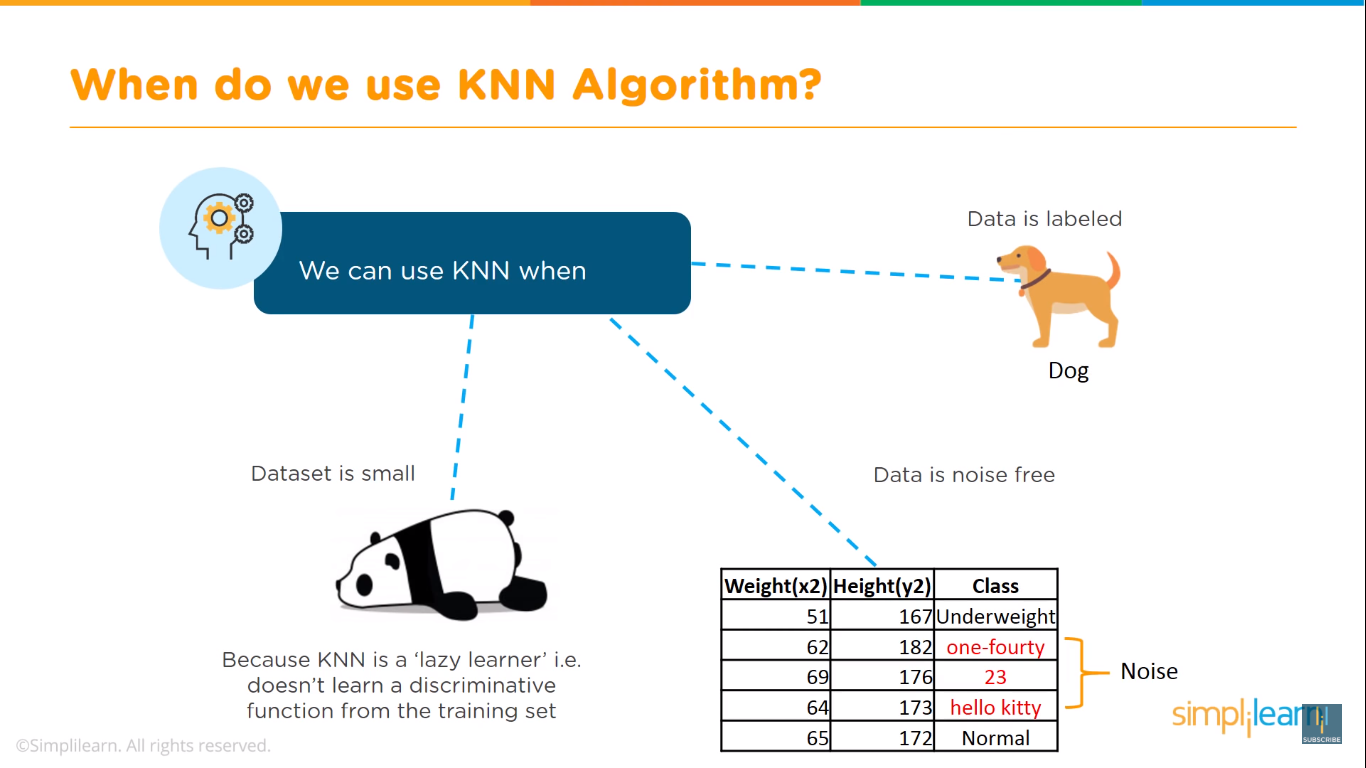 When do we use KNN Algorithm?
We can use KNN when
Data is labeled
Dog
Dataset is small
Because KNN is a ‘lazy learner’ i.e.
doesn’t learn a discriminative
function from the training set
Data is noise free
Weight(x2) Height(y2) Class
51 167 Underweight
62 182 one-fourty
69 176 23
64 173 hello kitty
65 172 Normal
Noise
simplilearn
SUBSCRIBE
©Simplilearn. All rights reserved.